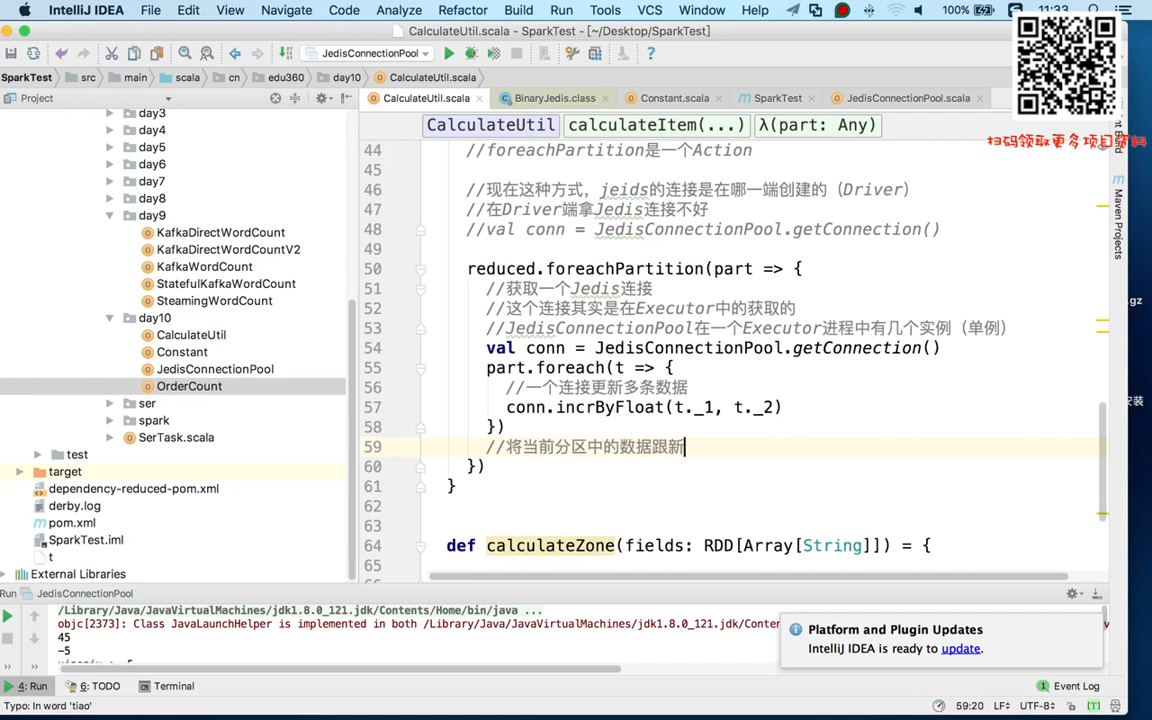 IntelliJ IDEA File Edit View Navigate Code Analyze Refactor Build Run Tools VCS Window Help 100% 11:33
CalculateUtil.scala - SparkTest - [~/Desktop/SparkTest]
JedisConnectionPool
SparkTest src main scala cn edu360 day10 CalculateUtil.scala
扫码领取更多项目资料
Project
CalculateUtil.scala BinaryJedis.class Constant.scala SparkTest JedisConnectionPool.scala
CalculateUtil calculateItem(...) λ(part: Any)
day3
day4
day5
day6
day7
day8
day9
KafkaDirectWordCount
KafkaDirectWordCountV2
KafkaWordCount
StatefulKafkaWordCount
SteamingWordCount
day10
CalculateUtil
Constant
JedisConnectionPool
OrderCount
ser
spark
SerTask.scala
test
target
dependency-reduced-pom.xml
derby.log
pom.xml
SparkTest.iml
t
External Libraries
44 //foreachPartition是一个Action
45
46 //现在这种方式，jeids的连接是在哪一端创建的（Driver）
47 //在Driver端拿Jedis连接不好
48 //val conn = JedisConnectionPool.getConnection()
49
50 reduced.foreachPartition(part => {
51 //获取一个Jedis连接
52 //这个连接其实是在Executor中的获取的
53 //JedisConnectionPool在一个Executor进程中有几个实例（单例）
54 val conn = JedisConnectionPool.getConnection()
55 part.foreach(t => {
56 //一个连接更新多条数据
57 conn.incrByFloat(t._1, t._2)
58 })
59 //将当前分区中的数据跟新
60 })
61 }
62
63
64 def calculateZone(fields: RDD[Array[String]]) = {
65
Maven Projects
.gz
安装
Run JedisConnectionPool
/Library/Java/JavaVirtualMachines/jdk1.8.0_121.jdk/Contents/Home/bin/java ...
objc[2373]: Class JavaLaunchHelper is implemented in both /Library/Java/JavaVirtualMachines/jdk1.8.0_121.jdk/Conten
45
-5
Platform and Plugin Updates
IntelliJ IDEA is ready to update.
4: Run 6: TODO Terminal 1 Event Log
Typo: In word 'tiao' 59:20 LF UTF-8